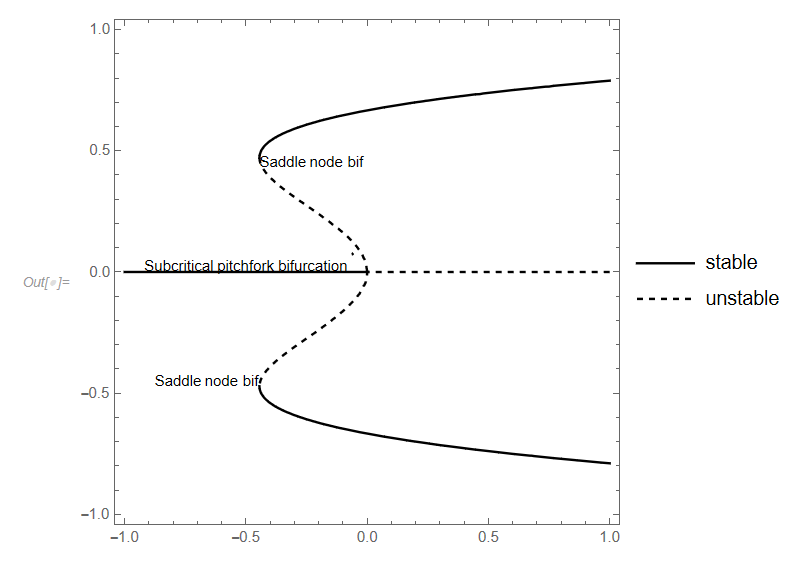 1.0
0.5
Saddle node bif
Subcritical pitchfork bifurcation
0.0
Out[ ]=
stable
unstable
Saddle node bif
−0.5
−1.0
−1.0 −0.5 0.0 0.5 1.0